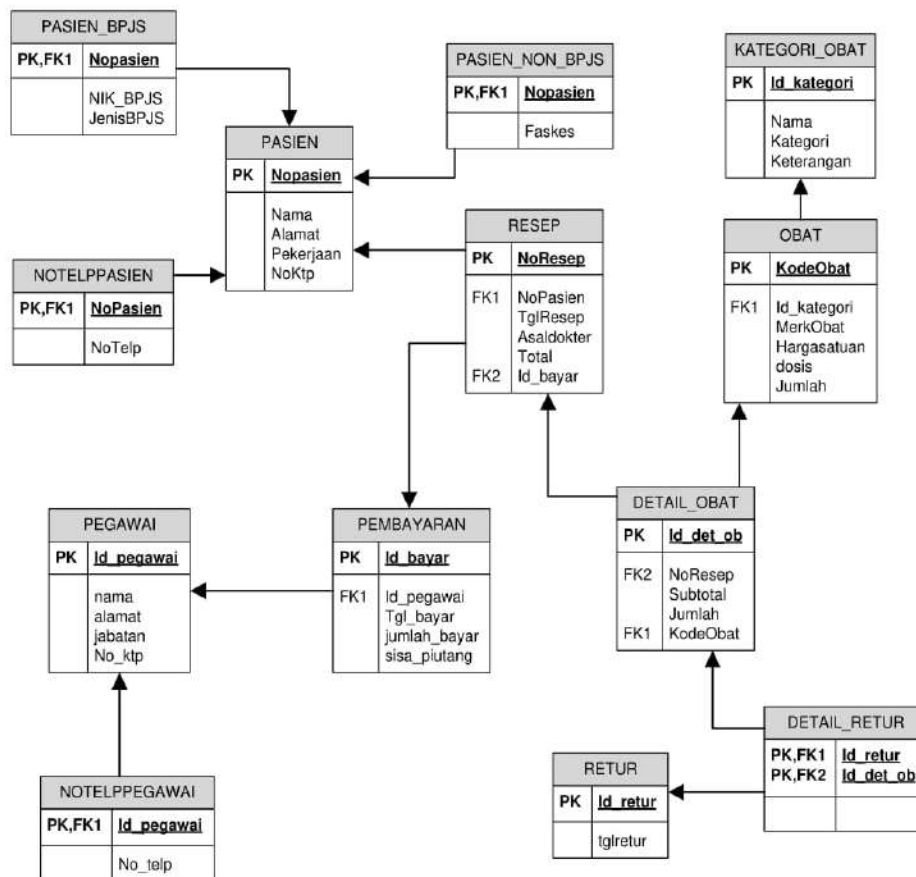 PASIEN_BPJS
PK,FK1 Nopasien
NIK_BPJS
JenisBPJS
PASIEN_NON_BPJS
PK,FK1 Nopasien
Faskes
KATEGORI_OBAT
PK Id_kategori
Nama
Kategori
Keterangan
PASIEN
PK Nopasien
Nama
Alamat
Pekerjaan
NoKtp
NOTELPPASIEN
PK,FK1 NoPasien
NoTelp
RESEP
PK NoResep
FK1 NoPasien
TglResep
Asaldokter
Total
FK2 Id_bayar
OBAT
PK KodeObat
FK1 Id_kategori
MerkObat
Hargasatuan
dosis
Jumlah
PEGAWAI
PK Id_pegawai
nama
alamat
jabatan
No_ktp
PEMBAYARAN
PK Id_bayar
FK1 Id_pegawai
Tgl_bayar
jumlah_bayar
sisa_piutang
DETAIL_OBAT
PK Id_det_ob
FK2 NoResep
Subtotal
Jumlah
FK1 KodeObat
NOTELPPEGAWAI
PK,FK1 Id_pegawai
No_telp
RETUR
PK Id_retur
tglretur
DETAIL_RETUR
PK,FK1 Id_retur
PK,FK2 Id_det_ob